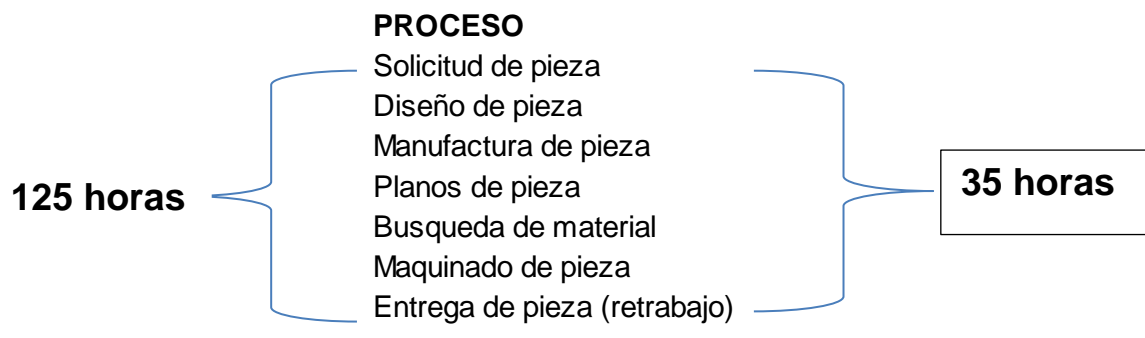 PROCESO
Solicitud de pieza
Diseño de pieza
Manufactura de pieza
Planos de pieza
Busqueda de material
Maquinado de pieza
Entrega de pieza (retrabajo)
125 horas
35 horas